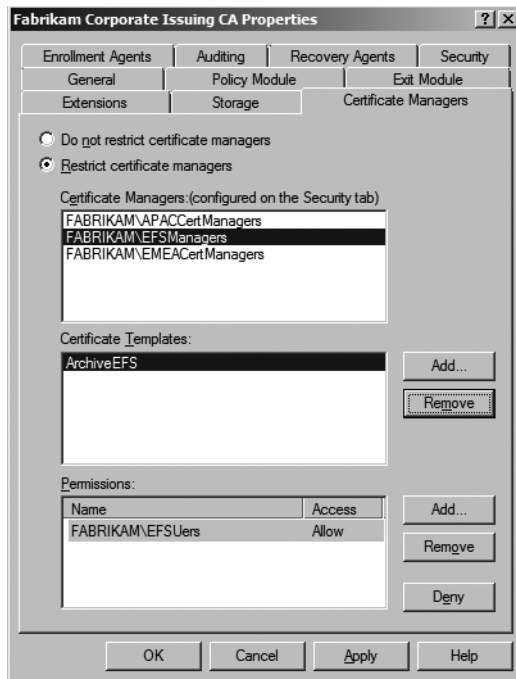 Fabrikam Corporate Issuing CA Properties
Enrollment Agents Auditing Recovery Agents Security
General Policy Module Exit Module
Extensions Storage Certificate Managers
Do not restrict certificate managers
Restrict certificate managers
Certificate Managers:(configured on the Security tab)
FABRIKAM\APACCertManagers
FABRIKAM\EFSManagers
FABRIKAM\EMEACertManagers
Certificate Templates:
ArchiveEFS
Add...
Remove
Permissions:
Name Access
FABRIKAM\EFSUers Allow
Add...
Remove
Deny
OK Cancel Apply Help